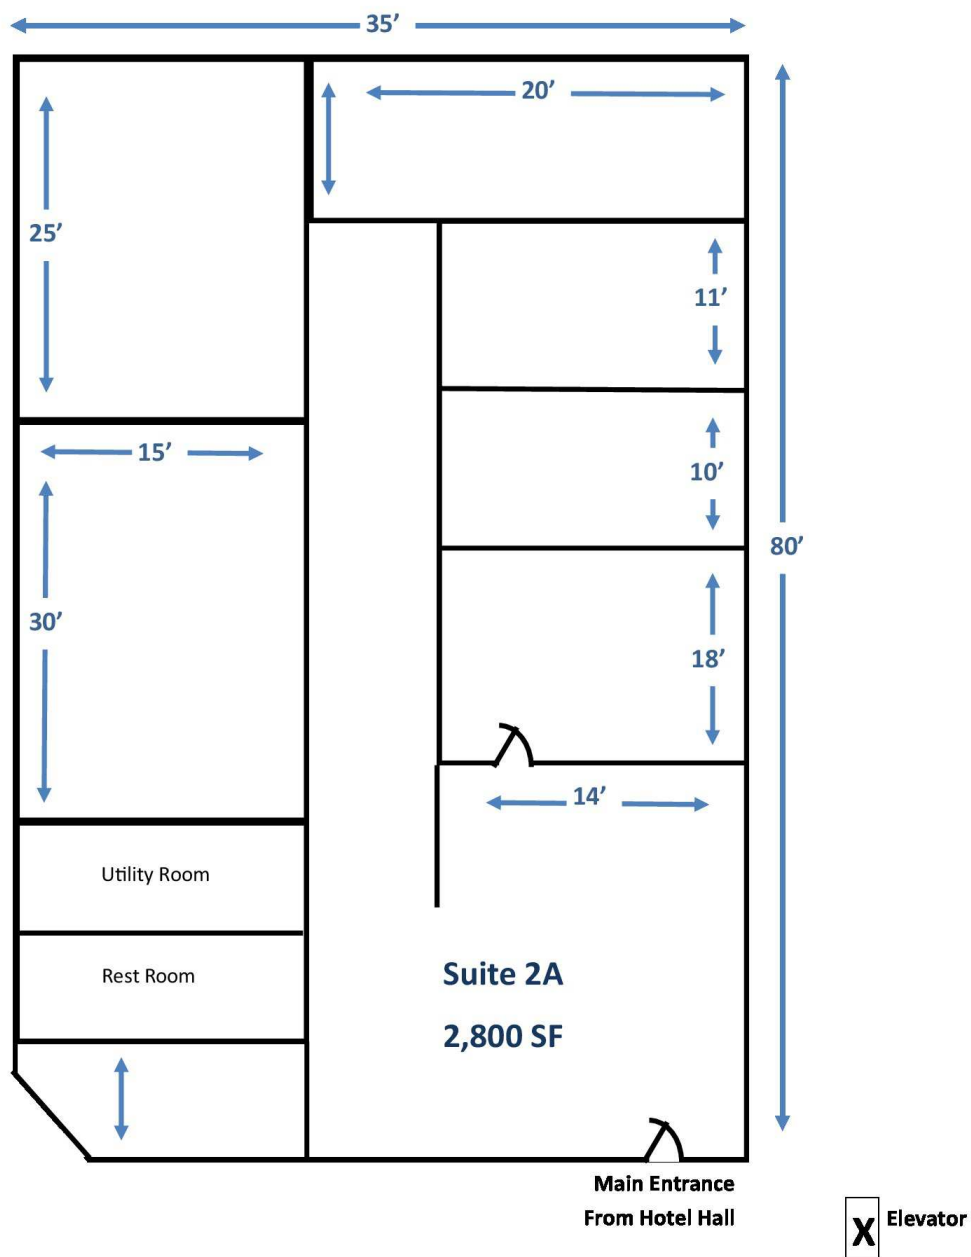 35’
20’
25’
11’
15’
10’
80’
30’
18’
14’
Utility Room
Rest Room
Suite 2A
2,800 SF
Main Entrance
From Hotel Hall
X Elevator